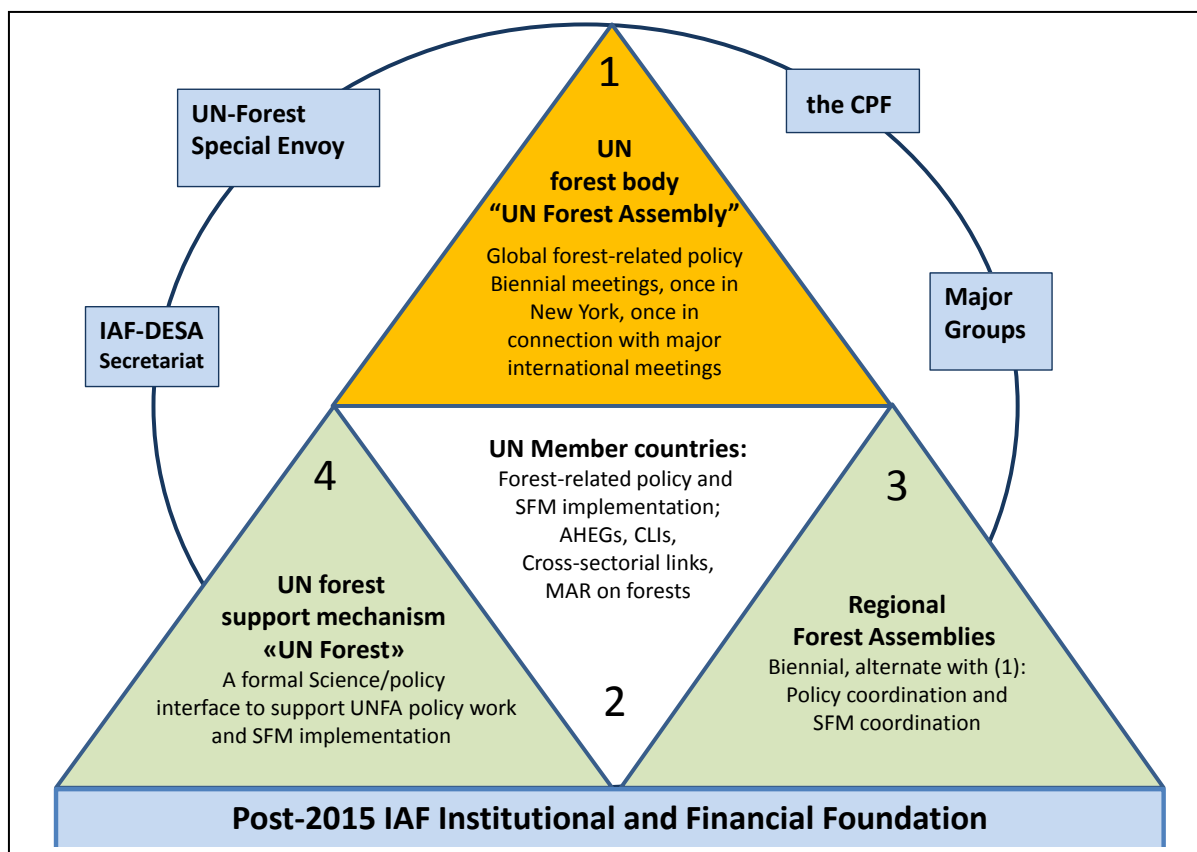 1
UN
forest body
“UN Forest Assembly”
Global forest-related policy
Biennial meetings, once in
New York, once in
connection with major
international meetings
UN-Forest
Special Envoy
the CPF
IAF-DESA
Secretariat
Major
Groups
UN Member countries:
Forest-related policy and
SFM implementation;
AHEGs, CLIs,
Cross-sectorial links,
MAR on forests
2
4
UN forest
support mechanism
«UN Forest»
A formal Science/policy
interface to support UNFA policy work
and SFM implementation
3
Regional
Forest Assemblies
Biennial, alternate with (1):
Policy coordination and
SFM coordination
Post-2015 IAF Institutional and Financial Foundation